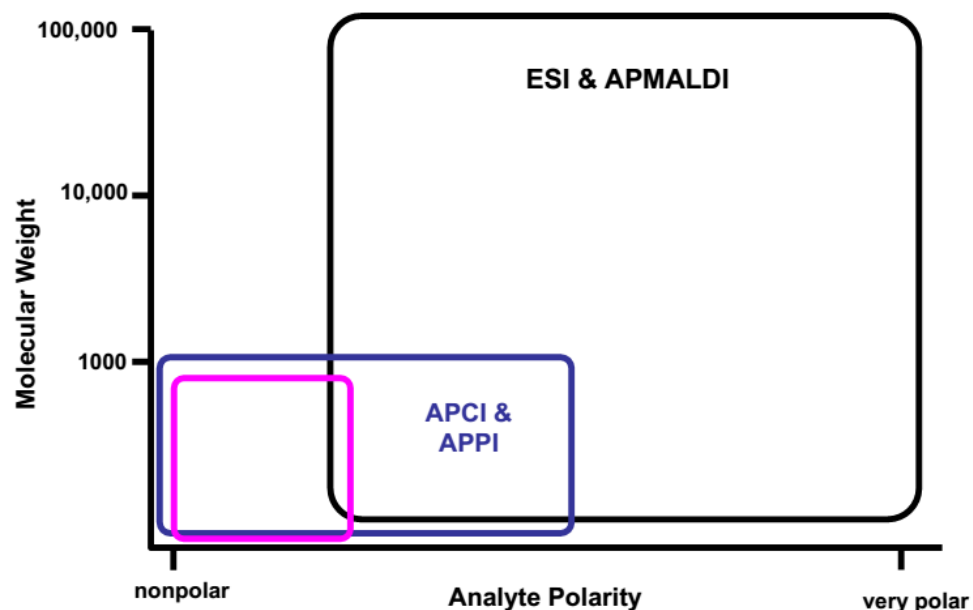 100,000
ESI & APMALDI
10,000
Molecular Weight
1000
APCI &
APPI
nonpolar
Analyte Polarity
very polar